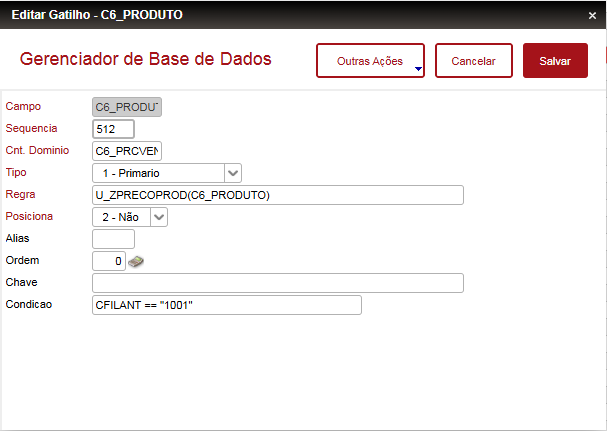 Editar Gatilho - C6_PRODUTO ×
Gerenciador de Base de Dados Outras Ações Cancelar Salvar
Campo C6_PRODUT
Sequencia 512
Cnt. Dominio C6_PRCVEN
Tipo 1 - Primario
Regra U_ZPRECOPROD(C6_PRODUTO)
Posiciona 2 - Não
Alias
Ordem 0
Chave
Condicao CFILANT == "1001"